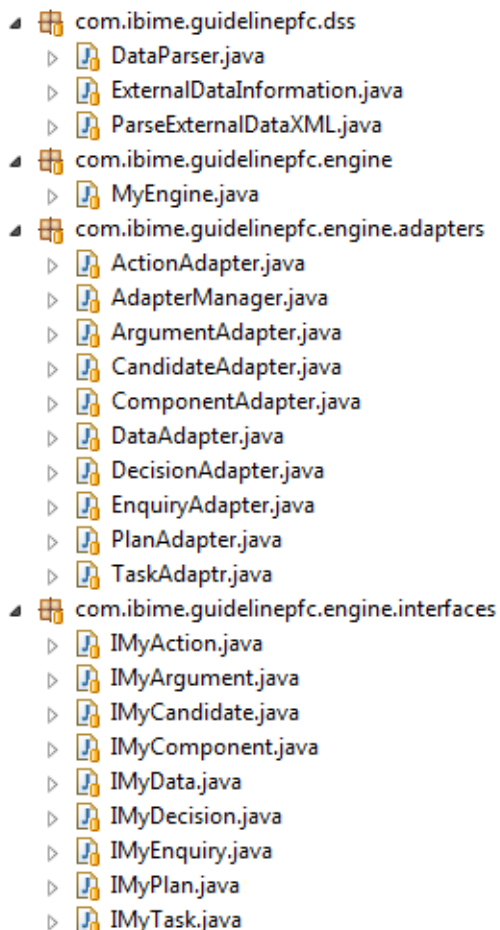 com.ibime.guidelinepfc.dss
DataParser.java
ExternalDataInformation.java
ParseExternalDataXML.java
com.ibime.guidelinepfc.engine
MyEngine.java
com.ibime.guidelinepfc.engine.adapters
ActionAdapter.java
AdapterManager.java
ArgumentAdapter.java
CandidateAdapter.java
ComponentAdapter.java
DataAdapter.java
DecisionAdapter.java
EnquiryAdapter.java
PlanAdapter.java
TaskAdaptr.java
com.ibime.guidelinepfc.engine.interfaces
IMyAction.java
IMyArgument.java
IMyCandidate.java
IMyComponent.java
IMyData.java
IMyDecision.java
IMyEnquiry.java
IMyPlan.java
IMyTask.java